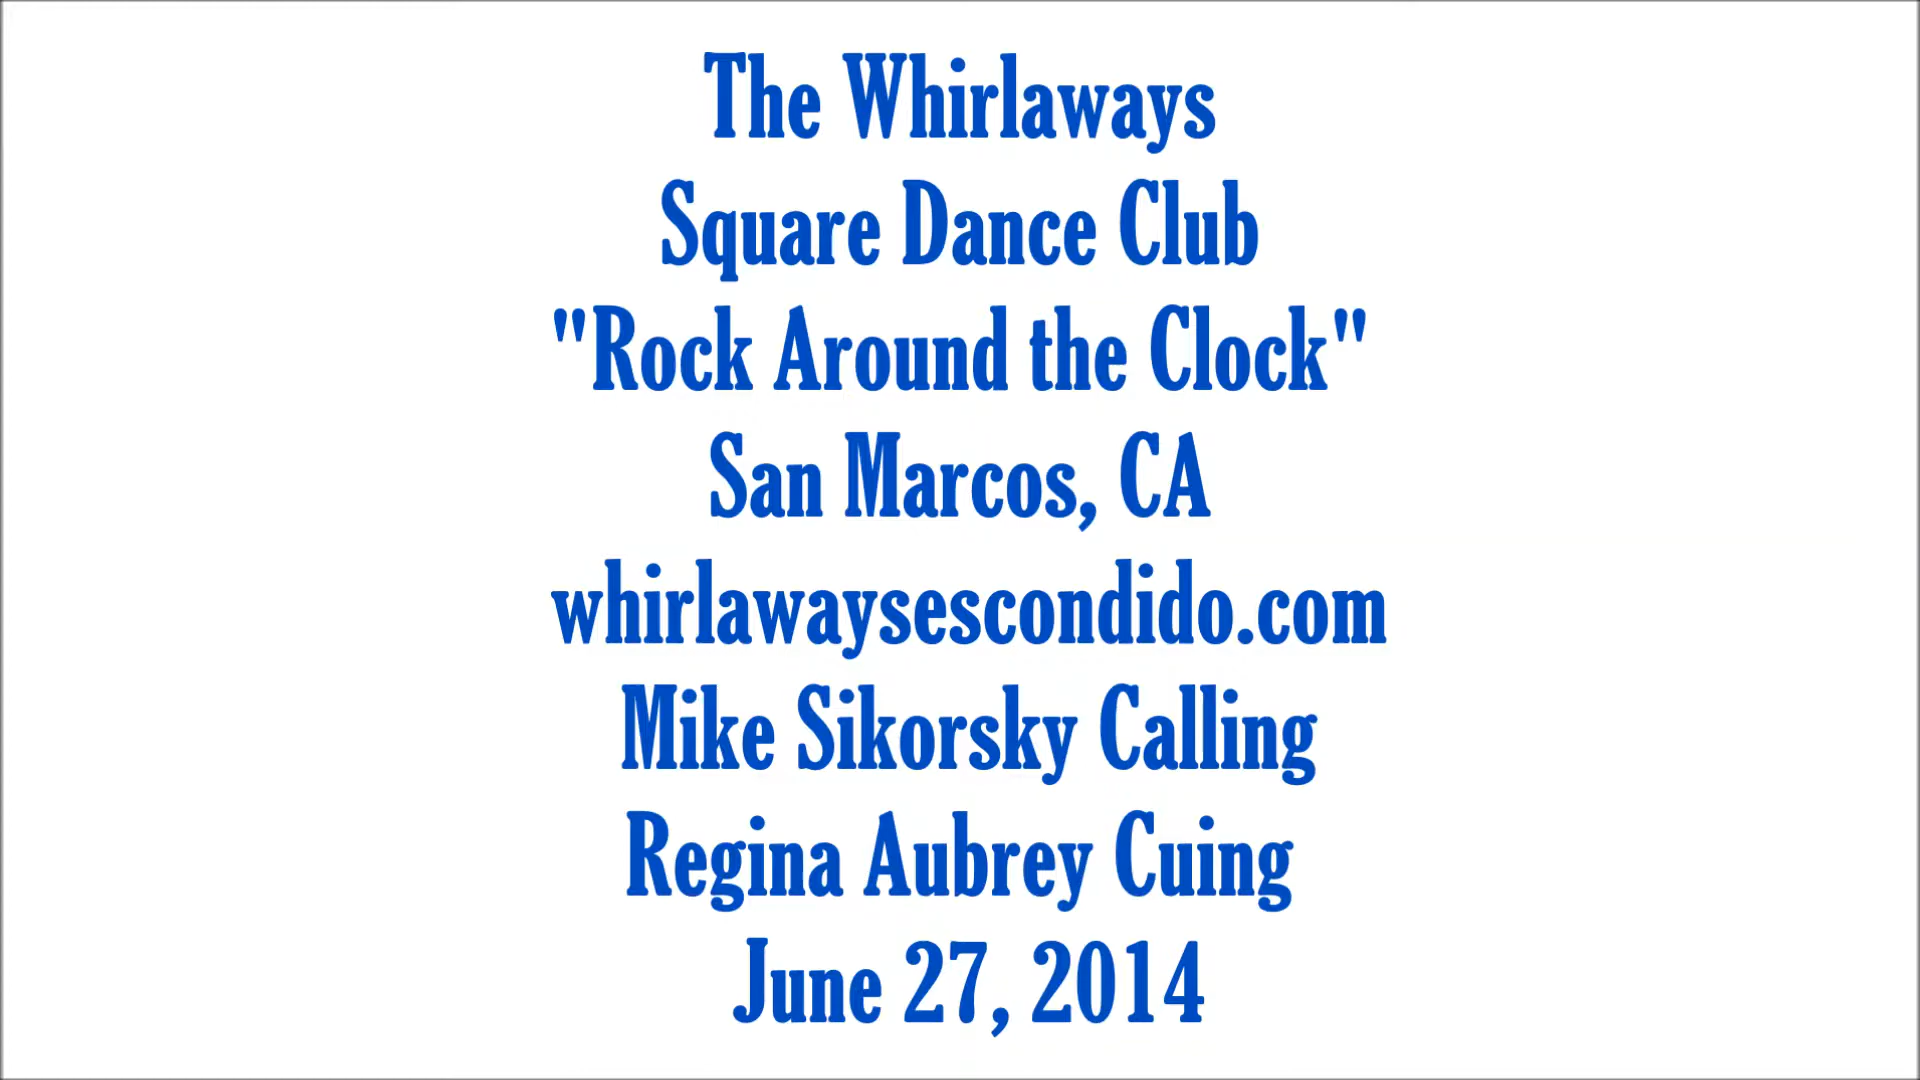 The Whirlaways
Square Dance Club
"Rock Around the Clock"
San Marcos, CA
whirlawaysescondido.com
Mike Sikorsky Calling
Regina Aubrey Cuing
June 27, 2014